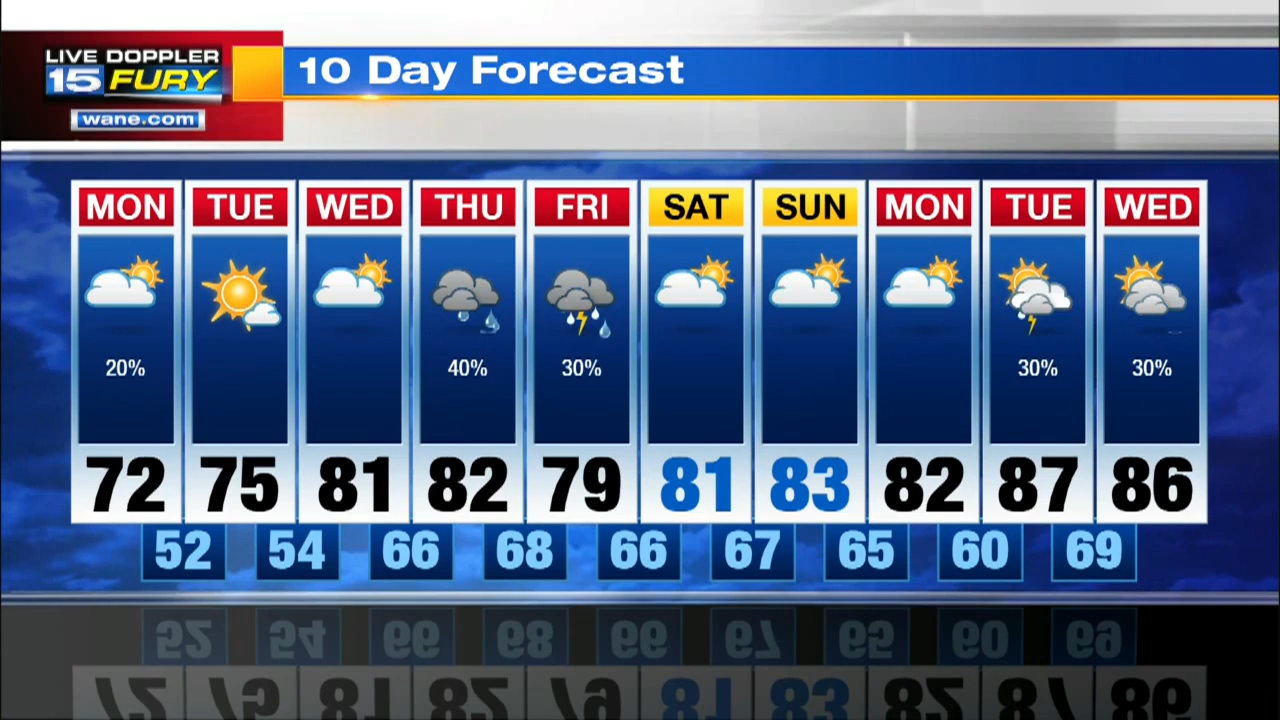 LIVE DOPPLER
15 FURY
wane.com
10 Day Forecast
MON TUE WED THU FRI SAT SUN MON TUE WED
20% 40% 30% 30% 30%
72 75 81 82 79 81 83 82 87 86
52 54 66 68 66 67 65 60 69